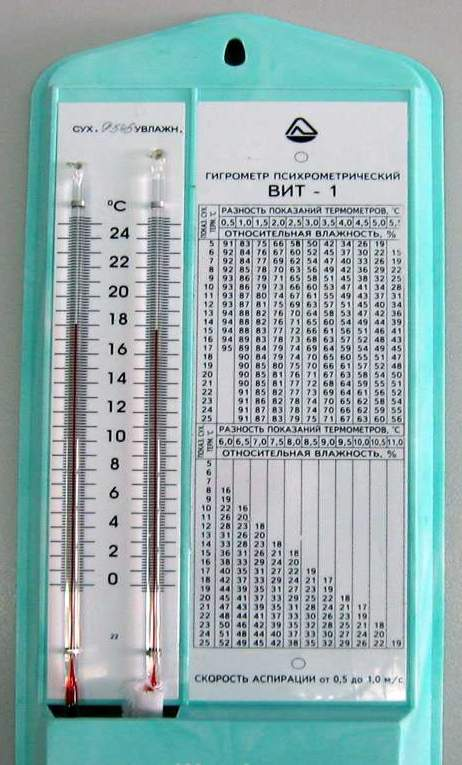 СУХ. УВЛАЖН.
°C
24
22
20
18
16
14
12
10
8
6
4
2
0
22
ГИГРОМЕТР ПСИХРОМЕТРИЧЕСКИЙ
ВИТ - 1
ПОКАЗ. СУХ. ТЕРМ. °C
РАЗНОСТЬ ПОКАЗАНИЙ ТЕРМОМЕТРОВ, °C
0,5 1,0 1,5 2,0 2,5 3,0 3,5 4,0 4,5 5,0
ОТНОСИТЕЛЬНАЯ ВЛАЖНОСТЬ, %
5 91 83 75 66 58 50 42 34 26 19
6 92 84 76 67 60 52 45 37 30 22 15
7 92 84 77 69 62 54 47 40 33 26 19
8 92 85 78 70 63 56 49 42 36 29 22
9 93 86 79 71 65 58 51 45 38 32 25
10 93 86 79 73 66 60 53 47 41 34 28
11 93 87 80 74 67 61 55 49 43 37 31
12 93 87 81 75 69 63 57 51 45 40 34
13 94 88 82 76 70 64 58 53 47 42 36
14 94 88 82 76 71 65 60 54 49 44 39
15 94 88 83 77 72 66 61 56 51 46 41
16 94 89 83 78 73 68 63 57 52 48 43
17 95 89 84 79 74 69 64 59 54 49 45
18 90 84 79 74 70 65 60 55 51 47
19 90 85 80 75 70 66 61 57 52 48
20 90 85 81 76 71 67 63 58 54 50
21 90 85 81 77 72 68 64 59 55 51
22 91 85 82 77 73 69 64 61 56 52
23 91 86 82 78 74 70 65 62 58 54
24 91 87 82 78 74 70 66 62 59 55
25 91 87 83 79 75 71 67 63 60 56
ПОКАЗ. СУХ. ТЕРМ. °C
РАЗНОСТЬ ПОКАЗАНИЙ ТЕРМОМЕТРОВ, °C
6,0 6,5 7,0 7,5 8,0 8,5 9,0 9,5 10,0 10,5 11,0
ОТНОСИТЕЛЬНАЯ ВЛАЖНОСТЬ, %
5
6
7
8 16
9 19
10 22 16
11 26 20
12 28 23 18
13 31 26 20
14 33 28 23 18
15 36 31 26 21 18
16 38 33 29 24 20
17 40 35 31 27 22 19
18 42 37 33 29 24 21 17
19 44 39 35 31 27 23 19
20 45 41 37 33 29 25 22 18
21 47 43 39 35 31 28 24 21 17
22 48 44 41 37 33 30 26 23 19
23 50 46 42 39 35 32 28 25 21 18
24 51 48 44 40 37 33 30 27 24 20
25 52 49 45 42 38 35 32 28 25 22 19
СКОРОСТЬ АСПИРАЦИИ от 0,5 до 1,0 м/с